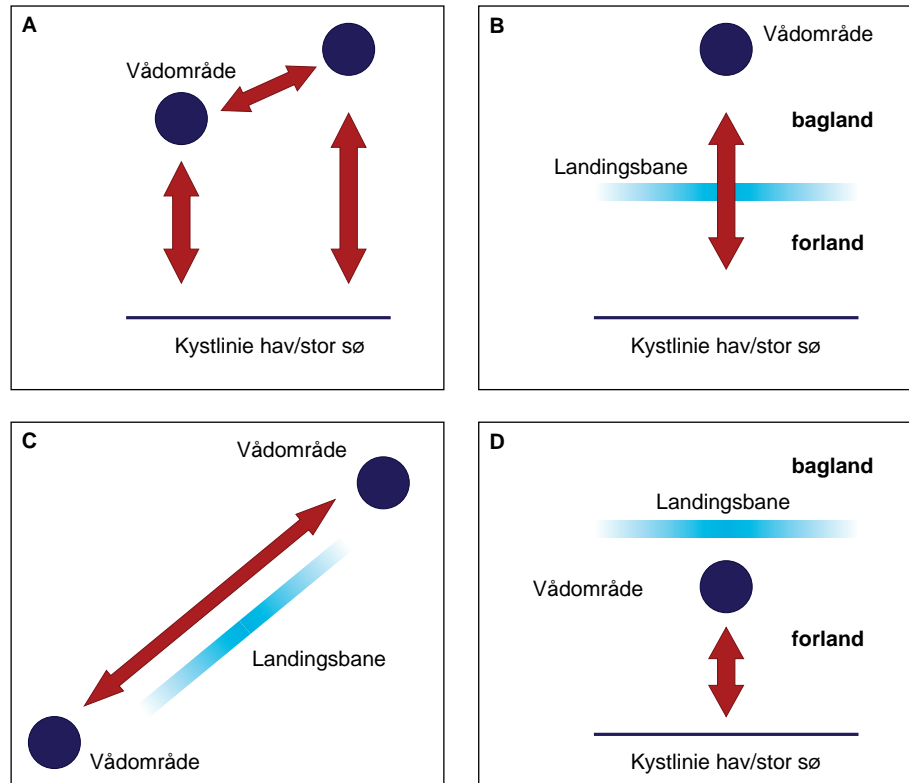 A
Vådområde
Kystlinie hav/stor sø
B
Vådområde
bagland
Landingsbane
forland
Kystlinie hav/stor sø
C
Vådområde
Landingsbane
Vådområde
D
bagland
Landingsbane
Vådområde
forland
Kystlinie hav/stor sø